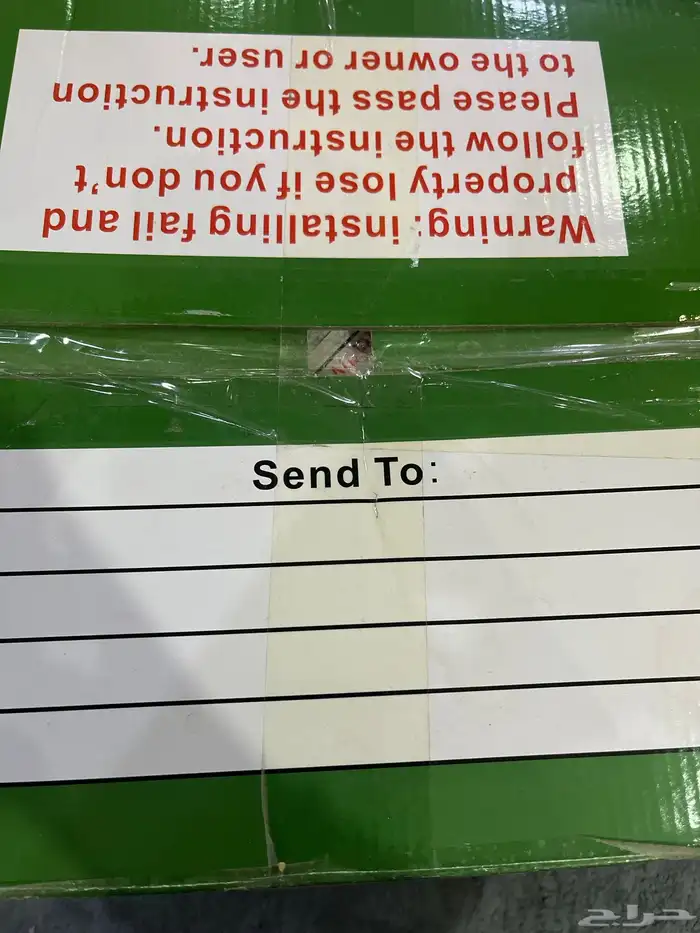 Warning: installing fail and
property lose if you don't
follow the instruction.
Please pass the instruction
to the owner or user.
Send To:
حراج